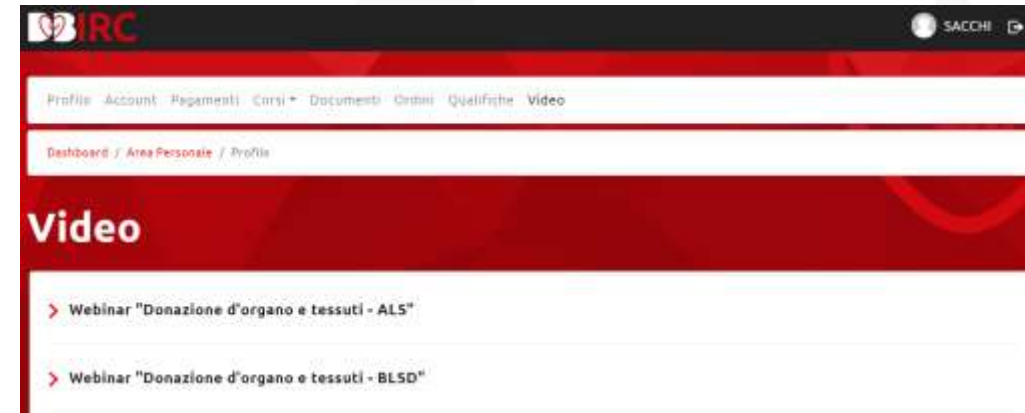 IRC
SACCHI
Profilo Account Pagamenti Corsi Documenti Ordini Qualifiche Video
Dashboard / Area Personale / Profilo
Video
Webinar "Donazione d'organo e tessuti - ALS"
Webinar "Donazione d'organo e tessuti - BLSD"